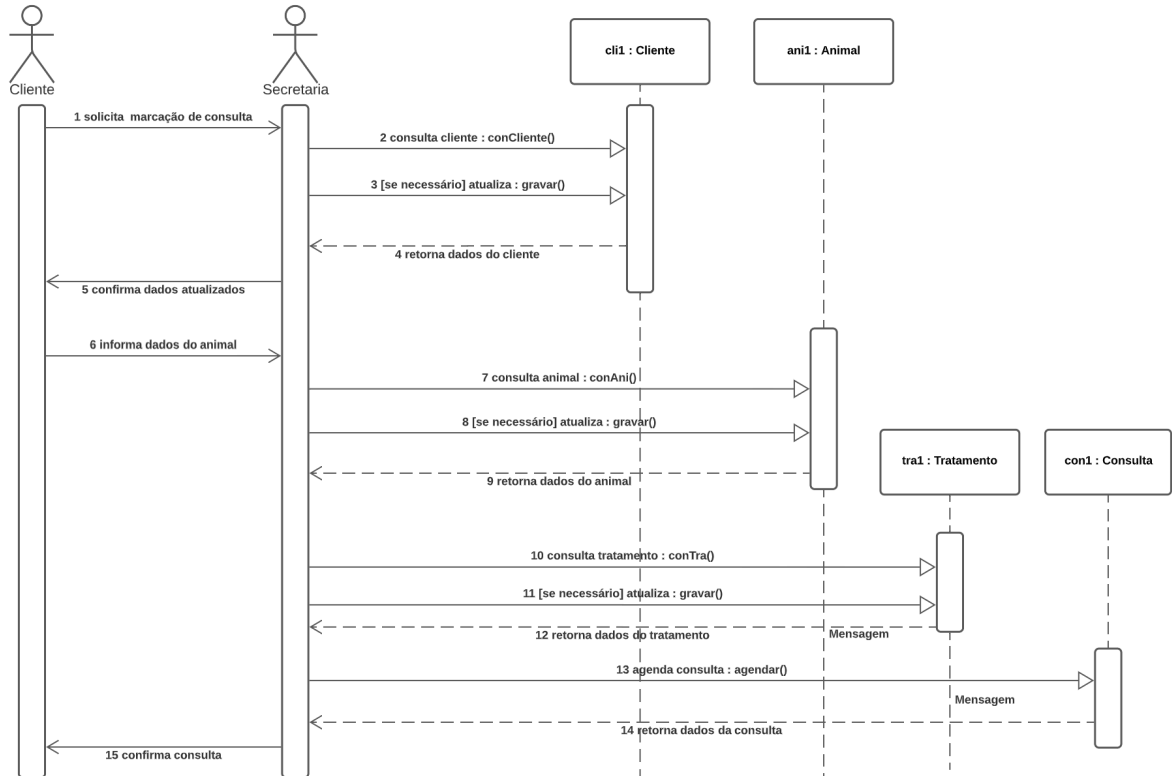 cli1 : Cliente
ani1 : Animal
Cliente
Secretaria
1 solicita marcação de consulta
2 consulta cliente : conCliente()
3 [se necessário] atualiza : gravar()
4 retorna dados do cliente
5 confirma dados atualizados
6 informa dados do animal
7 consulta animal : conAni()
8 [se necessário] atualiza : gravar()
tra1 : Tratamento
con1 : Consulta
9 retorna dados do animal
10 consulta tratamento : conTra()
11 [se necessário] atualiza : gravar()
12 retorna dados do tratamento
Mensagem
13 agenda consulta : agendar()
Mensagem
14 retorna dados da consulta
15 confirma consulta